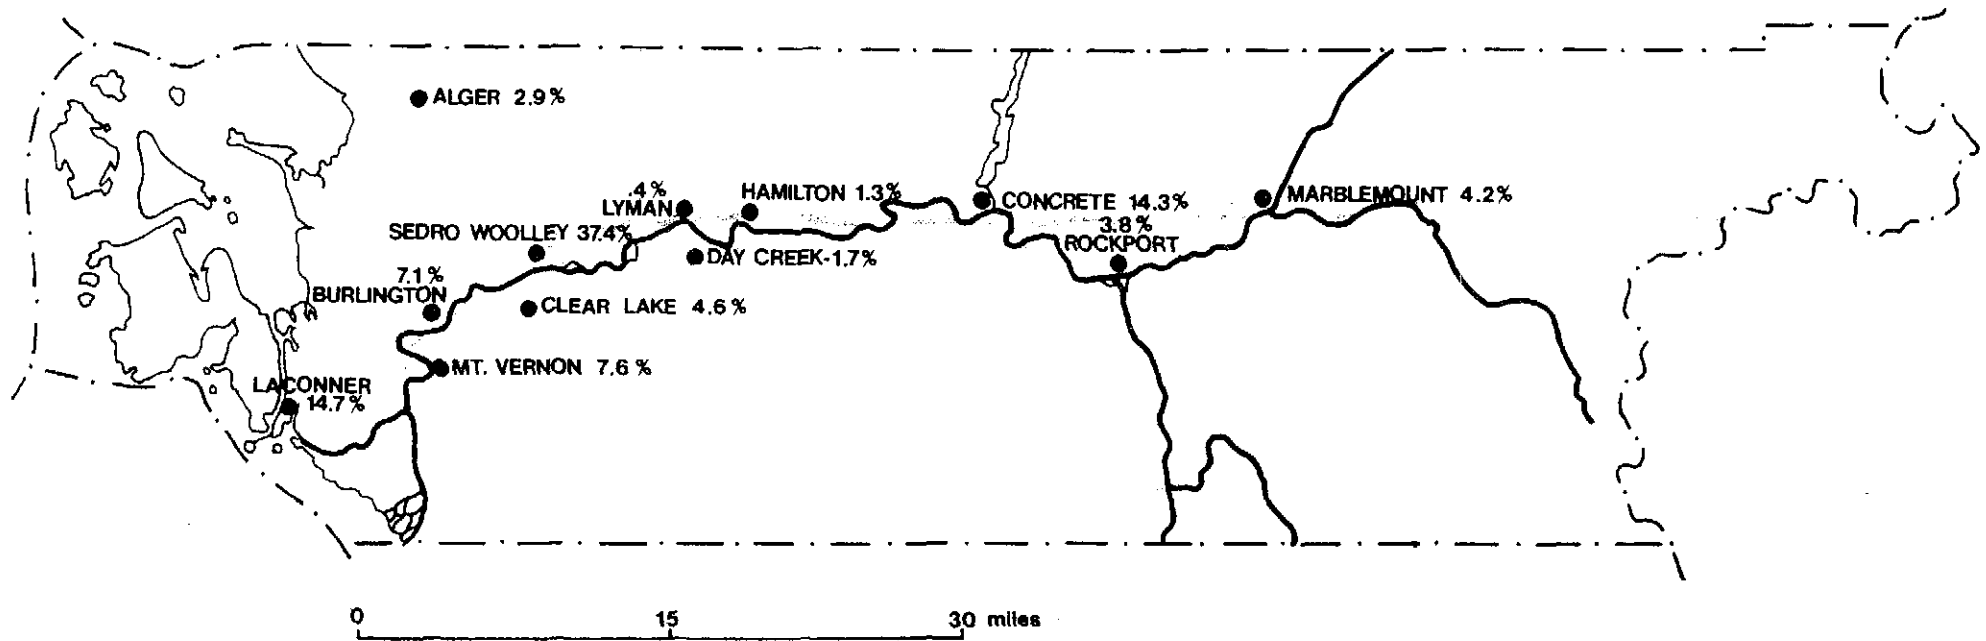 ALGER 2.9%
.4%
LYMAN
HAMILTON 1.3%
CONCRETE 14.3%
MARBLEMOUNT 4.2%
3.8%
ROCKPORT
SEDRO WOOLLEY 37.4%
DAY CREEK-1.7%
7.1%
BURLINGTON
CLEAR LAKE 4.6%
MT. VERNON 7.6%
LACONNER
14.7%
0 15 30 miles